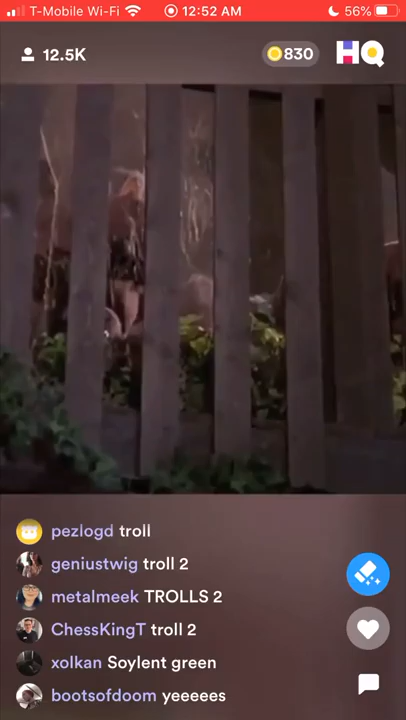 T-Mobile Wi-Fi 12:52 AM 56%
12.5K 830 HQ
pezlogd troll
geniustwig troll 2
metalmeek TROLLS 2
ChessKingT troll 2
xolkan Soylent green
bootsofdoom yeeeees